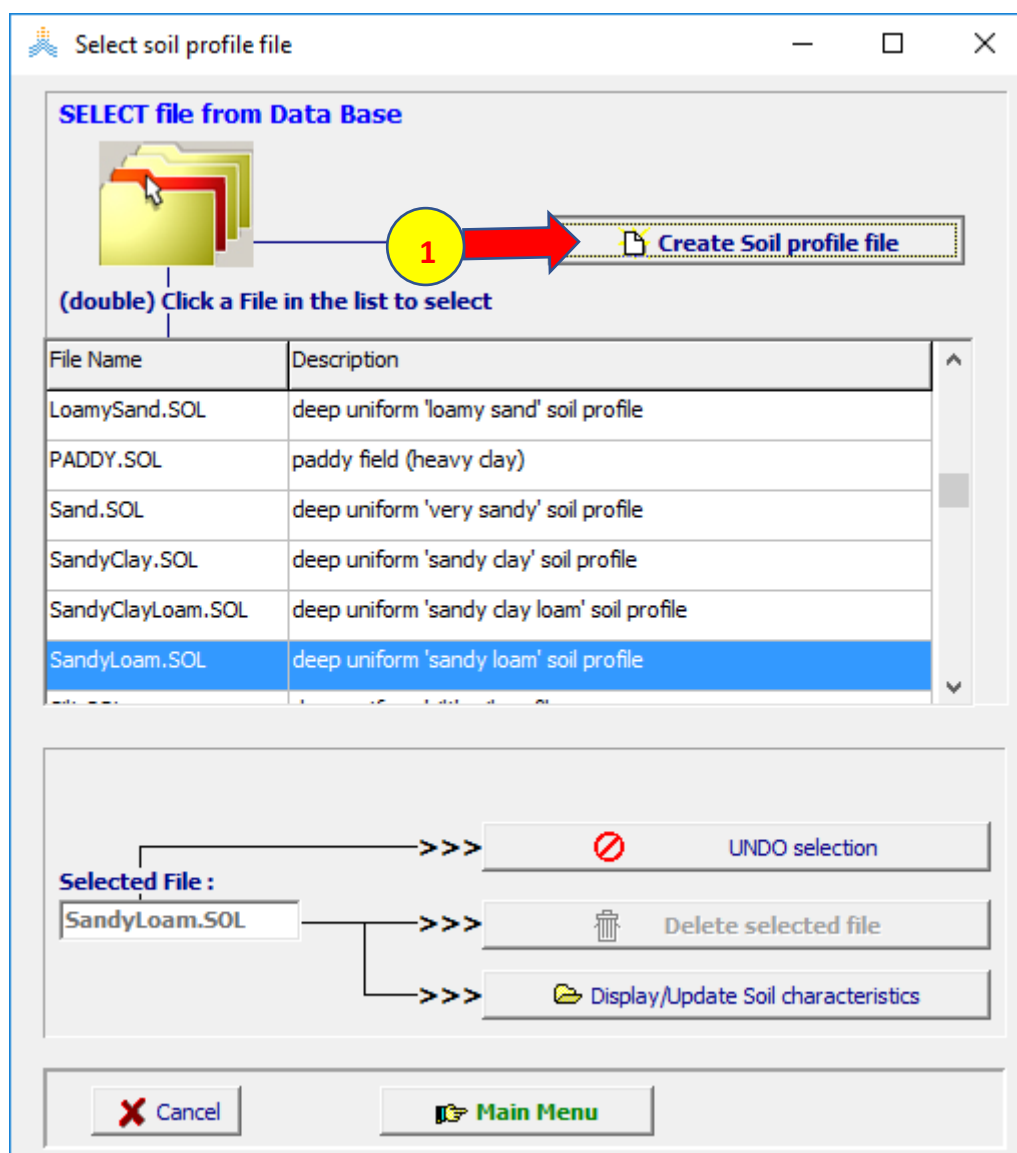 Select soil profile file
SELECT file from Data Base
1
Create Soil profile file
(double) Click a File in the list to select
File Name Description
LoamySand.SOL deep uniform 'loamy sand' soil profile
PADDY.SOL paddy field (heavy clay)
Sand.SOL deep uniform 'very sandy' soil profile
SandyClay.SOL deep uniform 'sandy clay' soil profile
SandyClayLoam.SOL deep uniform 'sandy clay loam' soil profile
SandyLoam.SOL deep uniform 'sandy loam' soil profile
>>> UNDO selection
Selected File :
SandyLoam.SOL >>> Delete selected file
>>> Display/Update Soil characteristics
Cancel Main Menu